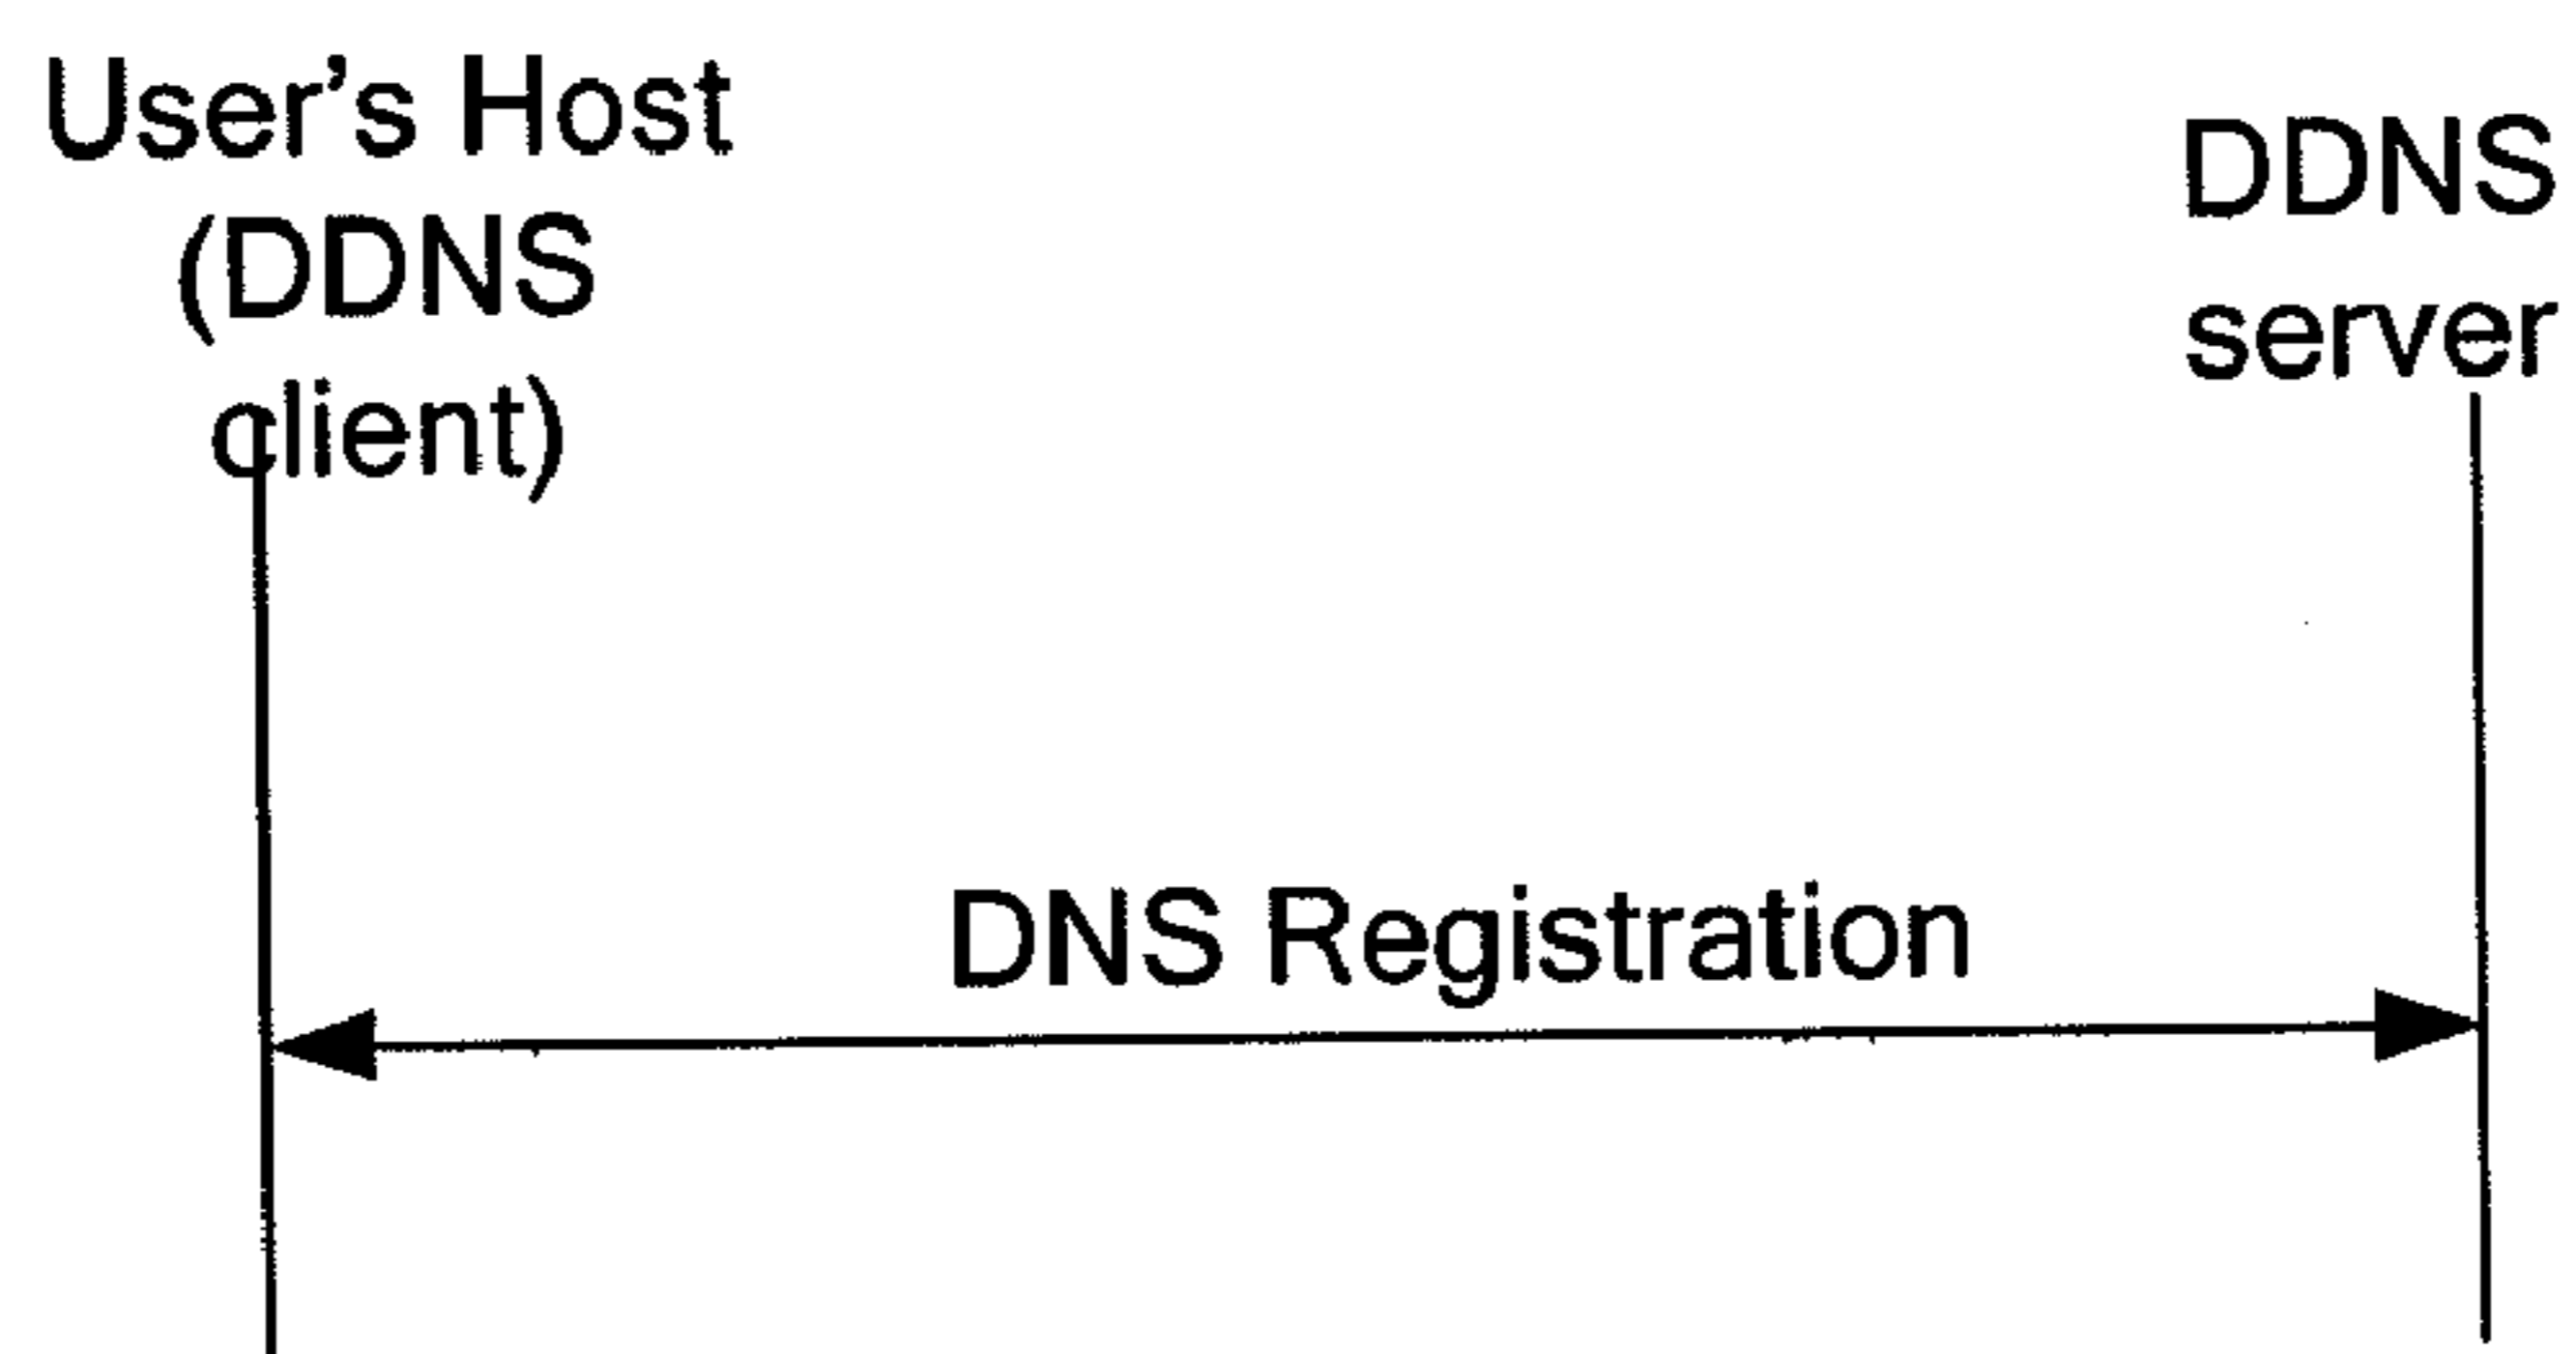 User's Host
(DDNS
client)
DDNS
server
DNS Registration